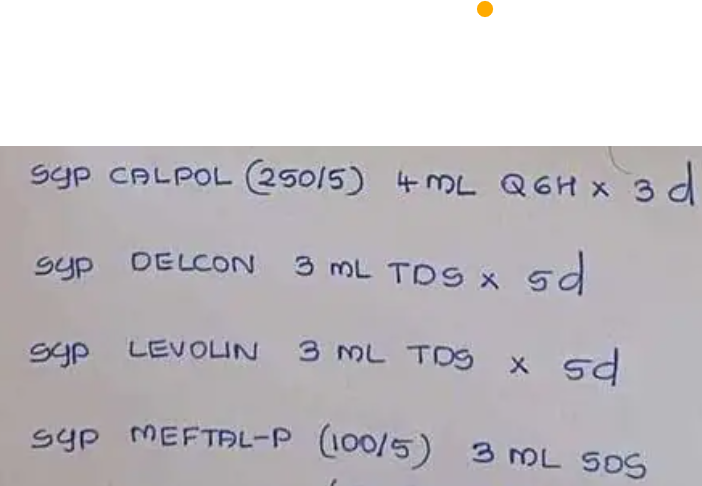 syp CALPOL (250/5) 4 mL Q6H x 3 d
syp DELCON 3 mL TDS x 5d
syp LEVOLIN 3 mL TDS x 5d
syp MEFTAL-P (100/5) 3 mL SOS